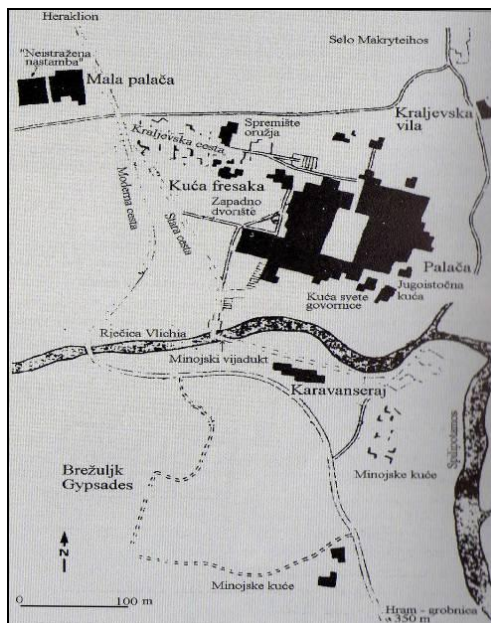 Heraklion
"Neistražena
nastamba"
Mala palača
Selo Makryteihos
Kraljevska
vila
Spremište
oružja
Kraljevska cesta
Kuća fresaka
Zapadno
dvorište
Moderna cesta
Stara cesta
Palača
Jugoistočna
kuća
Kuća svete
govornice
Rječica Vlichia
Minojski vijadukt
Karavanseraj
Spilipotamos
Minojske kuće
Brežuljk
Gypsades
N
Minojske kuće
0 100 m
Hram - grobnica
350 m